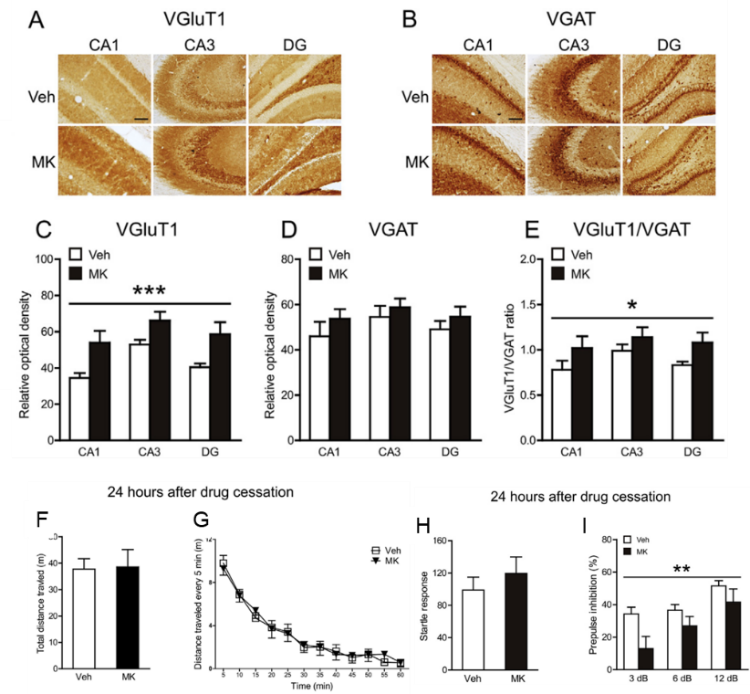 A VGluT1
CA1 CA3 DG
Veh
MK
B VGAT
CA1 CA3 DG
Veh
MK
C VGluT1
Veh
MK
***
Relative optical density
100
80
60
40
20
0
CA1 CA3 DG
D VGAT
Veh
MK
Relative optical density
80
60
40
20
0
CA1 CA3 DG
E VGluT1/VGAT
Veh
MK
*
VGluT1/VGAT ratio
2.0
1.5
1.0
0.5
0.0
CA1 CA3 DG
24 hours after drug cessation
F
Total distance traveled (m)
40
20
0
Veh MK
G
Veh
MK
Distance traveled every 5 min (m)
12
8
4
0
5 10 15 20 25 30 35 40 45 50 55 60
Time (min)
24 hours after drug cessation
H
Startle response
160
120
80
40
0
Veh MK
I
Veh
MK
**
Prepulse inhibition (%)
80
60
40
20
0
3 dB 6 dB 12 dB